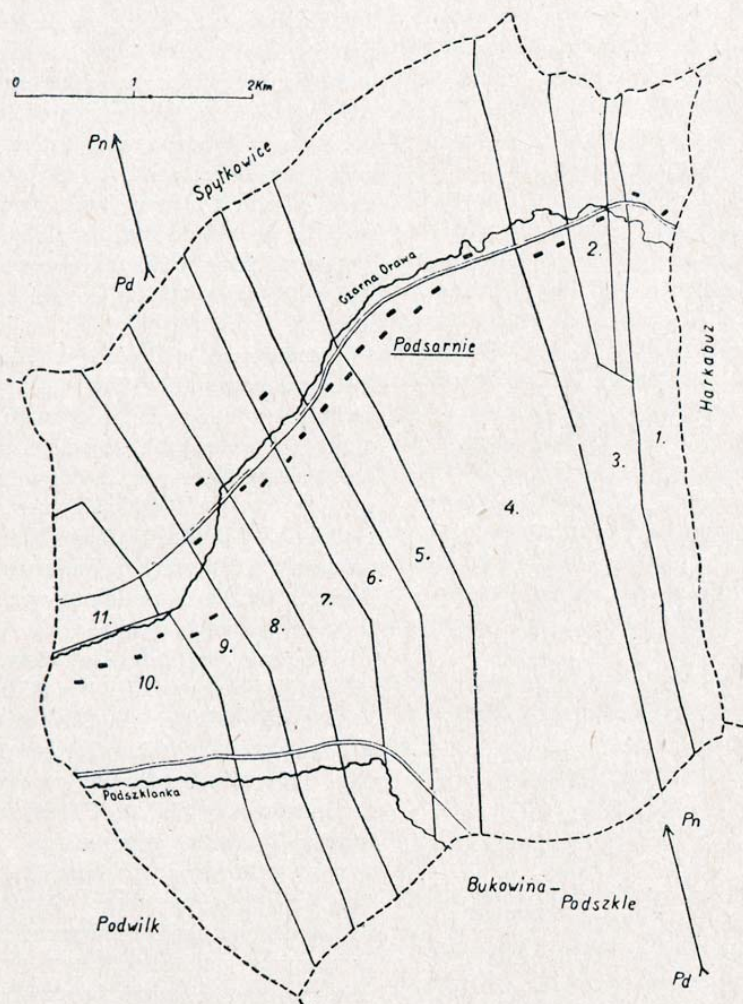 0 1 2Km
Pn
Pd
Spytkowice
Czarna Orawa
Podsarnie
Harkabuz
2.
1.
3.
4.
5.
6.
7.
8.
9.
10.
11.
Podszklanka
Podwilk
Bukowina-Podszkle
Pn
Pd